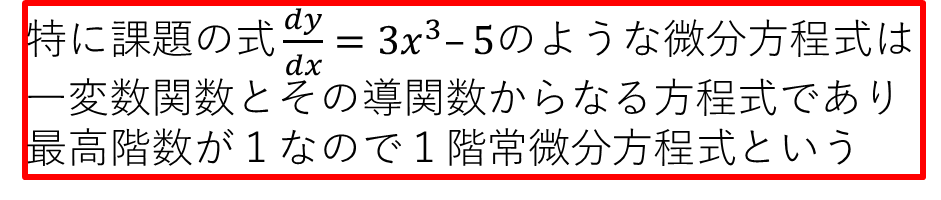 特に課題の式 dy/dx = 3x³– 5のような微分方程式は
一変数関数とその導関数からなる方程式であり
最高階数が１なので１階常微分方程式という